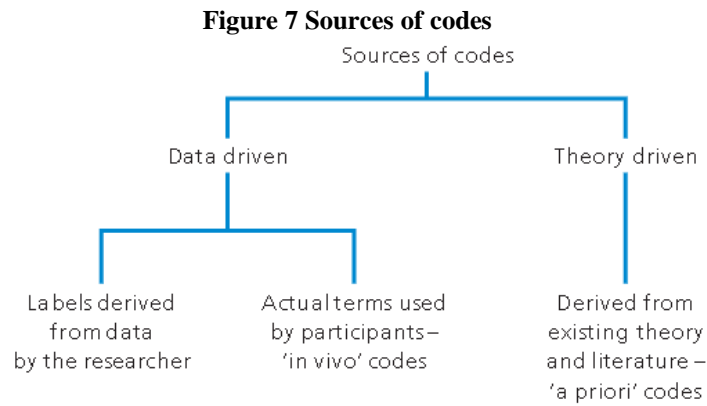 Figure 7 Sources of codes
Sources of codes
Data driven
Theory driven
Labels derived
from data
by the researcher
Actual terms used
by participants –
‘in vivo’ codes
Derived from
existing theory
and literature –
‘a priori’ codes